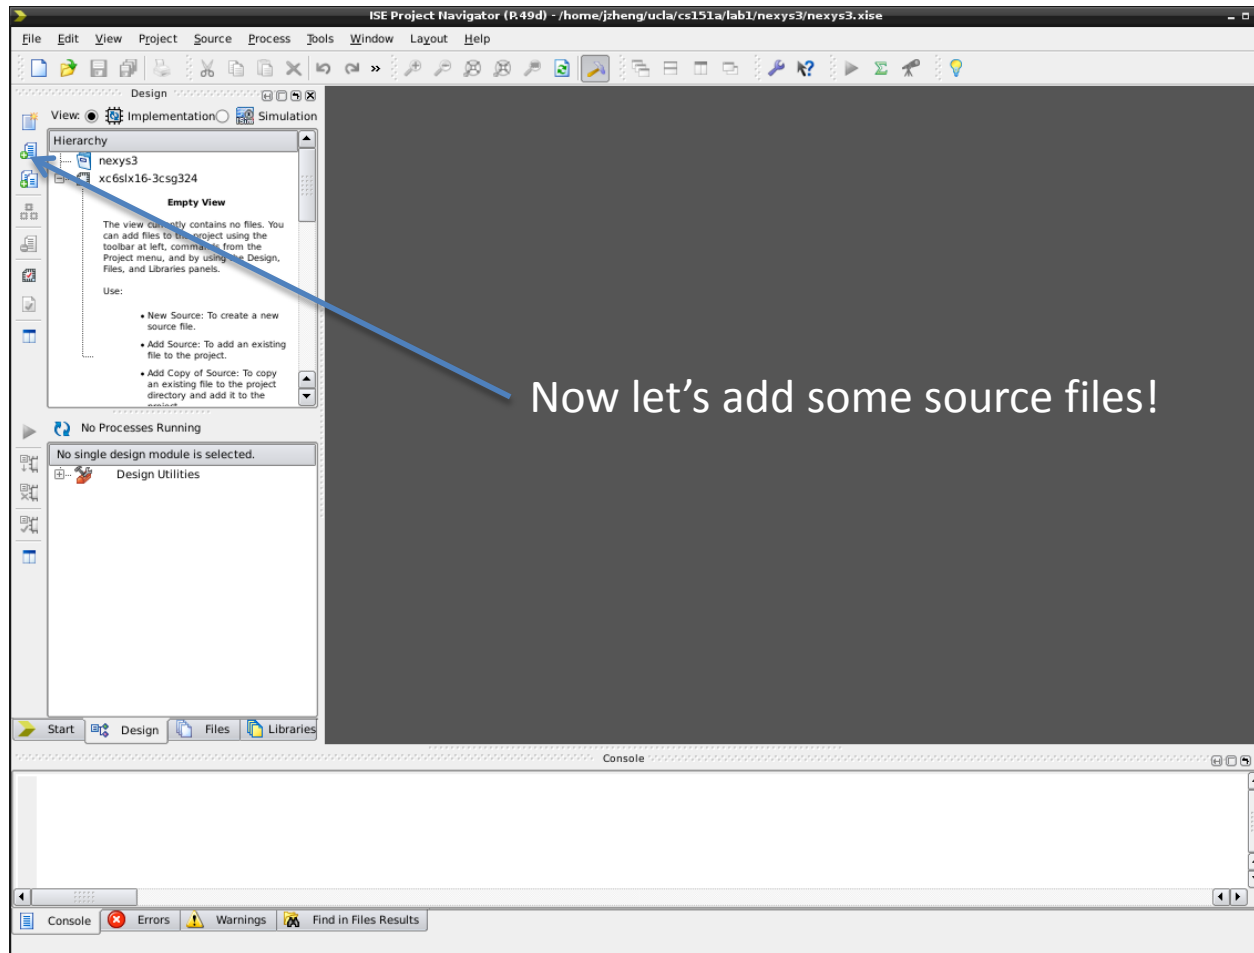 ISE Project Navigator (P.49d) - /home/jzheng/ucla/cs151a/lab1/nexys3/nexys3.xise
File Edit View Project Source Process Tools Window Layout Help
Design
View: Implementation Simulation
Hierarchy
nexys3
xc6slx16-3csg324
Empty View
The view currently contains no files. You
can add files to the project using the
toolbar at left, commands from the
Project menu, and by using the Design,
Files, and Libraries panels.
Use:
• New Source: To create a new
source file.
• Add Source: To add an existing
file to the project.
• Add Copy of Source: To copy
an existing file to the project
directory and add it to the
project
Now let's add some source files!
No Processes Running
No single design module is selected.
Design Utilities
Start Design Files Libraries
Console
Console Errors Warnings Find in Files Results